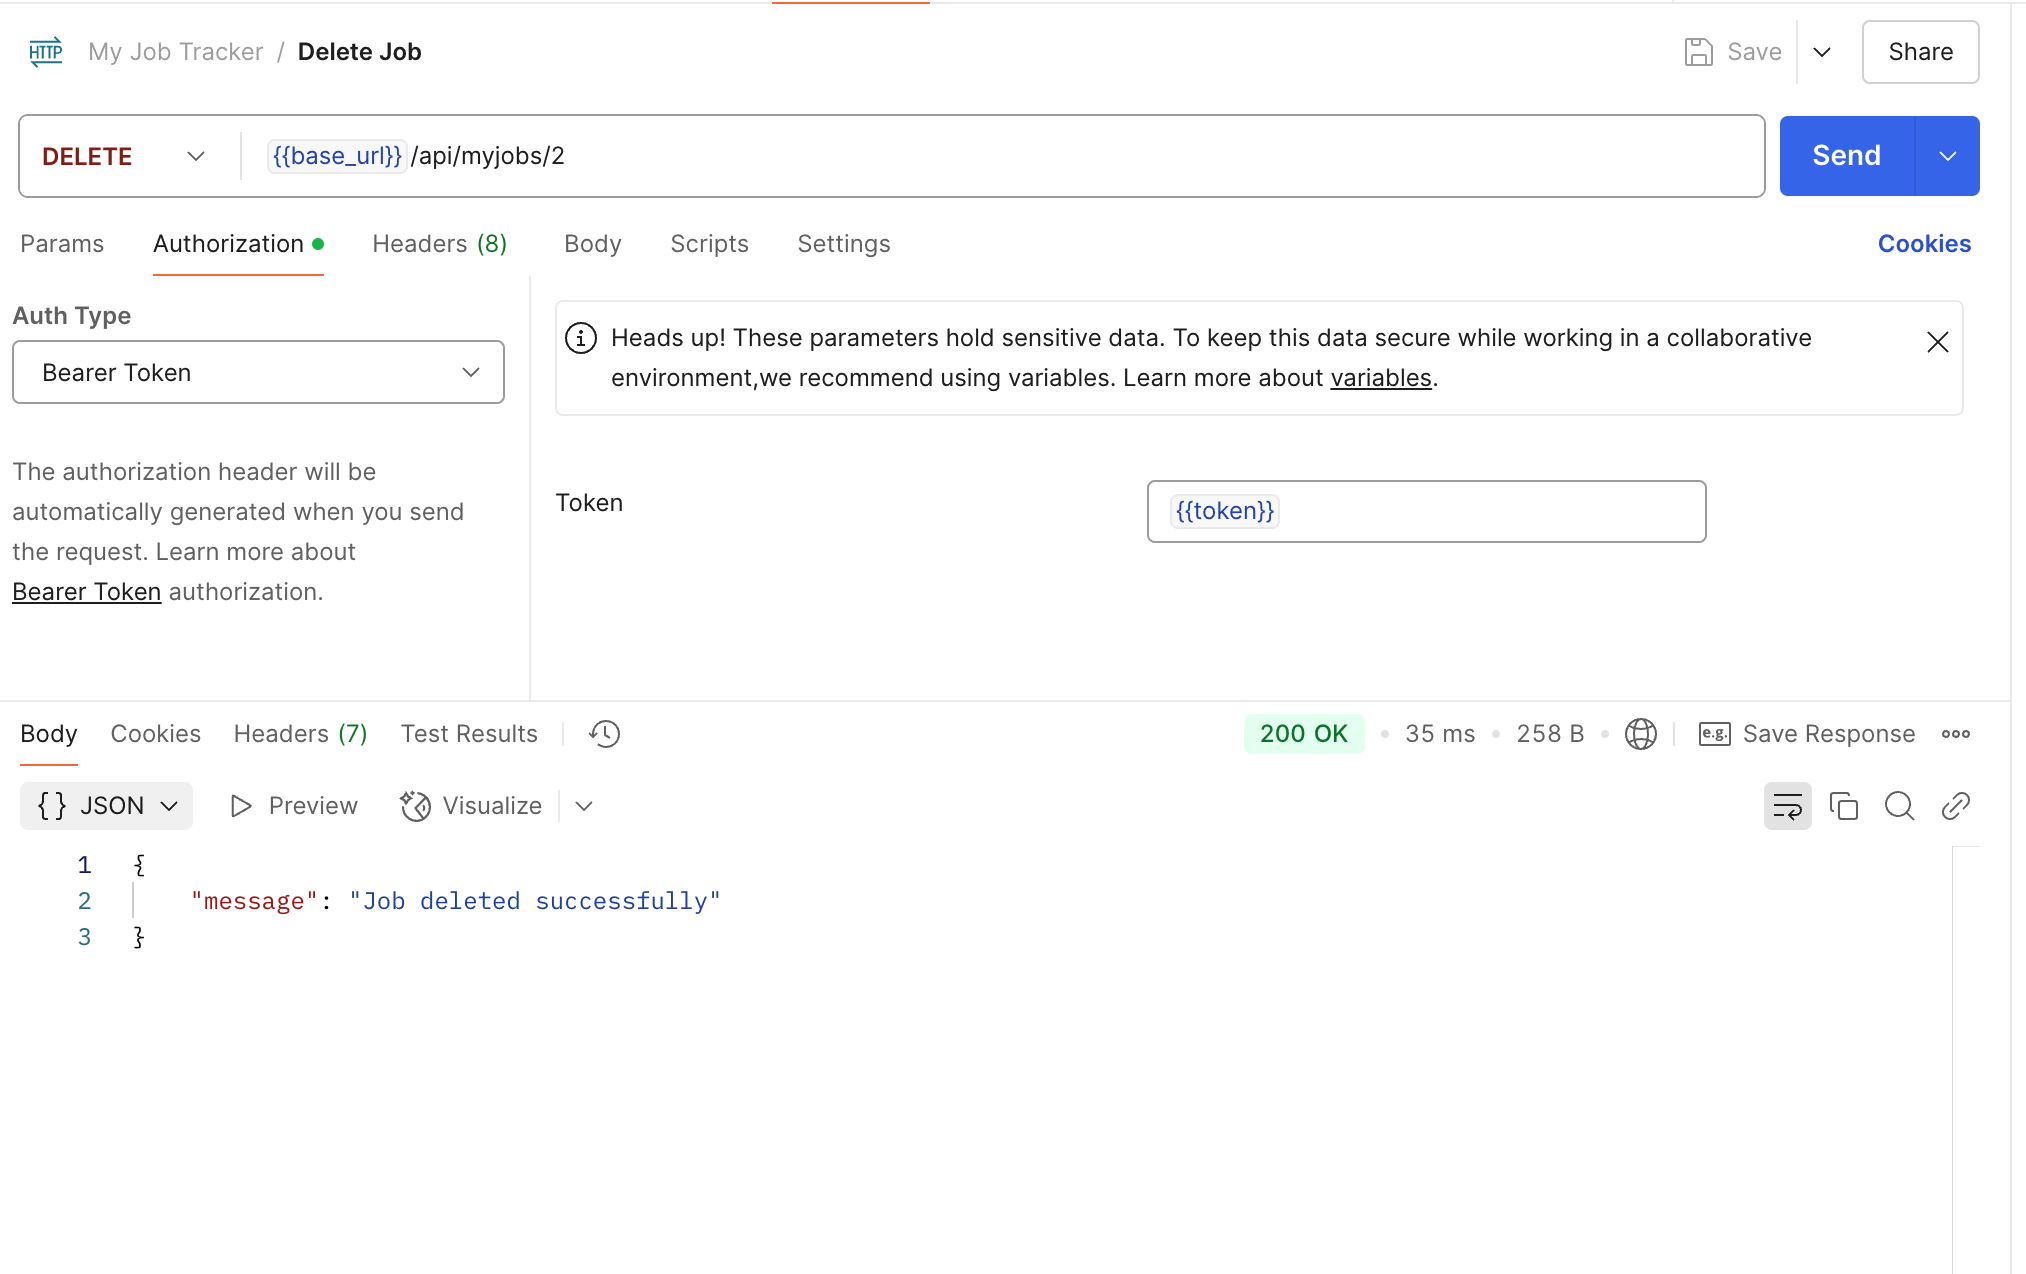 HTTP My Job Tracker / Delete Job Save Share
DELETE {{base_url}}/api/myjobs/2 Send
Params Authorization Headers (8) Body Scripts Settings Cookies
Auth Type
Bearer Token
The authorization header will be
automatically generated when you send
the request. Learn more about
Bearer Token authorization.
Heads up! These parameters hold sensitive data. To keep this data secure while working in a collaborative
environment,we recommend using variables. Learn more about variables.
Token {{token}}
Body Cookies Headers (7) Test Results 200 OK • 35 ms • 258 B • e.g. Save Response
{} JSON Preview Visualize
1 {
2 "message": "Job deleted successfully"
3 }